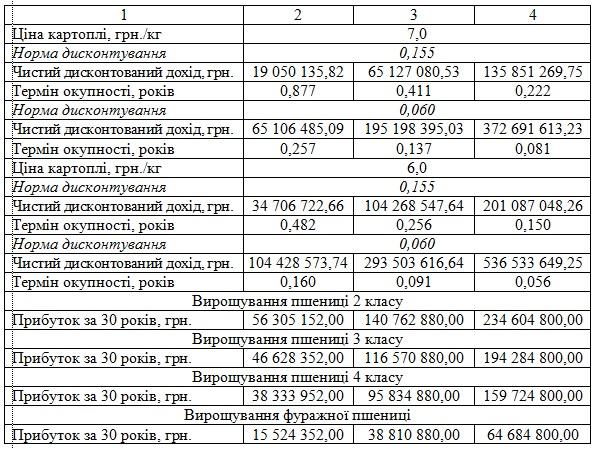 1 2 3 4
Ціна картоплі, грн./кг 7,0
Норма дисконтування 0,155
Чистий дисконтований дохід, грн. 19 050 135,82 65 127 080,53 135 851 269,75
Термін окупності, років 0,877 0,411 0,222
Норма дисконтування 0,060
Чистий дисконтований дохід, грн. 65 106 485,09 195 198 395,03 372 691 613,23
Термін окупності, років 0,257 0,137 0,081
Ціна картоплі, грн./кг 6,0
Норма дисконтування 0,155
Чистий дисконтований дохід, грн. 34 706 722,66 104 268 547,64 201 087 048,26
Термін окупності, років 0,482 0,256 0,150
Норма дисконтування 0,060
Чистий дисконтований дохід, грн. 104 428 573,74 293 503 616,64 536 533 649,25
Термін окупності, років 0,160 0,091 0,056
Вирощування пшениці 2 класу
Прибуток за 30 років, грн. 56 305 152,00 140 762 880,00 234 604 800,00
Вирощування пшениці 3 класу
Прибуток за 30 років, грн. 46 628 352,00 116 570 880,00 194 284 800,00
Вирощування пшениці 4 класу
Прибуток за 30 років, грн. 38 333 952,00 95 834 880,00 159 724 800,00
Вирощування фуражної пшениці
Прибуток за 30 років, грн. 15 524 352,00 38 810 880,00 64 684 800,00